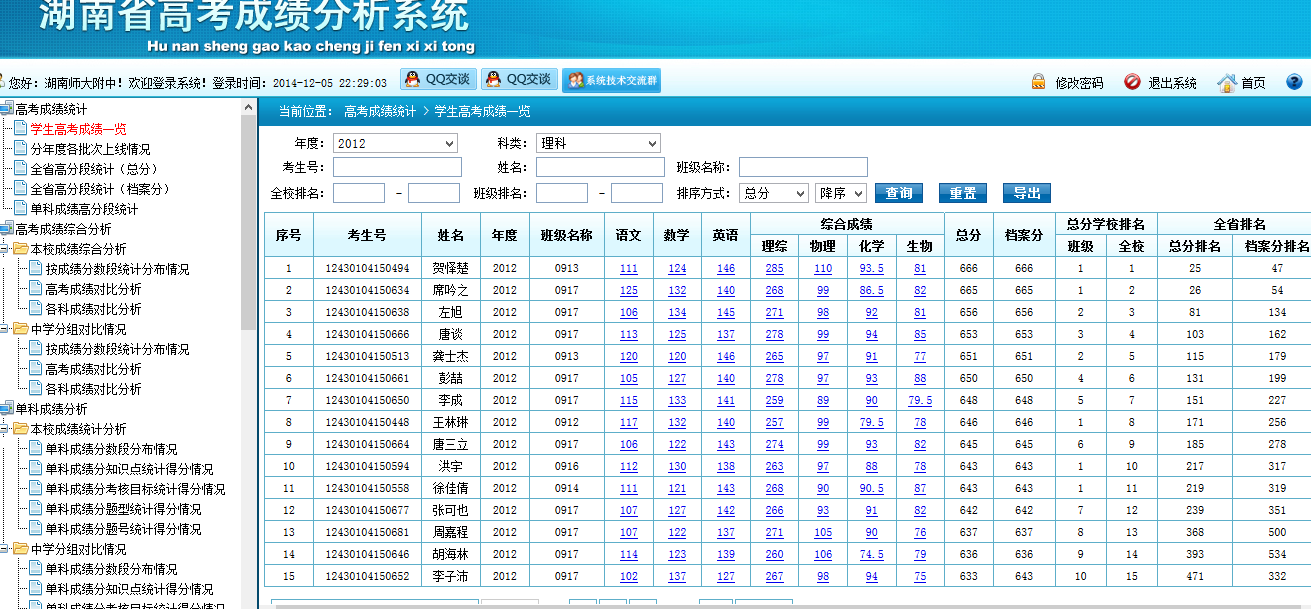 湖南省高考成绩分析系统
Hu nan sheng gao kao cheng ji fen xi xi tong
您好：湖南师大附中！欢迎登录系统！登录时间：2014-12-05 22:29:03 QQ交谈 QQ交谈 系统技术交流群 修改密码 退出系统 首页
高考成绩统计
学生高考成绩一览
分年度各批次上线情况
全省高分段统计（总分）
全省高分段统计（档案分）
单科成绩高分段统计
高考成绩综合分析
本校成绩综合分析
按成绩分数段统计分布情况
高考成绩对比分析
各科成绩对比分析
中学分组对比情况
按成绩分数段统计分布情况
高考成绩对比分析
各科成绩对比分析
单科成绩分析
本校成绩统计分析
单科成绩分数段分布情况
单科成绩分知识点统计得分情况
单科成绩分考核目标统计得分情况
单科成绩分题型统计得分情况
单科成绩分题号统计得分情况
中学分组对比情况
单科成绩分数段分布情况
单科成绩分知识点统计得分情况
单科成绩分考核目标统计得分情况
当前位置： 高考成绩统计 > 学生高考成绩一览
年度： 2012 科类： 理科
考生号： 姓名： 班级名称：
全校排名： - 班级排名： - 排序方式： 总分 降序 查询 重置 导出
序号 考生号 姓名 年度 班级名称 语文 数学 英语 综合成绩 总分 档案分 总分学校排名 全省排名
理综 物理 化学 生物 班级 全校 总分排名 档案分排名
1 12430104150494 贺怿楚 2012 0913 111 124 146 285 110 93.5 81 666 666 1 1 25 47
2 12430104150634 席吟之 2012 0917 125 132 140 268 99 86.5 82 665 665 1 2 26 54
3 12430104150638 左旭 2012 0917 106 134 145 271 98 92 81 656 656 2 3 81 134
4 12430104150666 唐谈 2012 0917 113 125 137 278 99 94 85 653 653 3 4 103 162
5 12430104150513 龚士杰 2012 0913 120 120 146 265 97 91 77 651 651 2 5 115 179
6 12430104150661 彭喆 2012 0917 105 127 140 278 97 93 88 650 650 4 6 131 199
7 12430104150650 李成 2012 0917 115 133 141 259 89 90 79.5 648 648 5 7 151 227
8 12430104150448 王林琳 2012 0912 117 132 140 257 99 79.5 78 646 646 1 8 171 256
9 12430104150664 唐三立 2012 0917 106 122 143 274 99 93 82 645 645 6 9 185 278
10 12430104150594 洪宇 2012 0916 112 130 138 263 97 88 78 643 643 1 10 217 317
11 12430104150558 徐佳倩 2012 0914 111 121 143 268 90 90.5 87 643 643 1 11 219 319
12 12430104150677 张可也 2012 0917 107 127 142 266 93 91 82 642 642 7 12 239 351
13 12430104150681 周嘉程 2012 0917 107 122 137 271 105 90 76 637 637 8 13 368 500
14 12430104150646 胡海林 2012 0917 114 123 139 260 106 74.5 79 636 636 9 14 393 534
15 12430104150652 李子沛 2012 0917 102 137 127 267 98 94 75 633 643 10 15 471 332